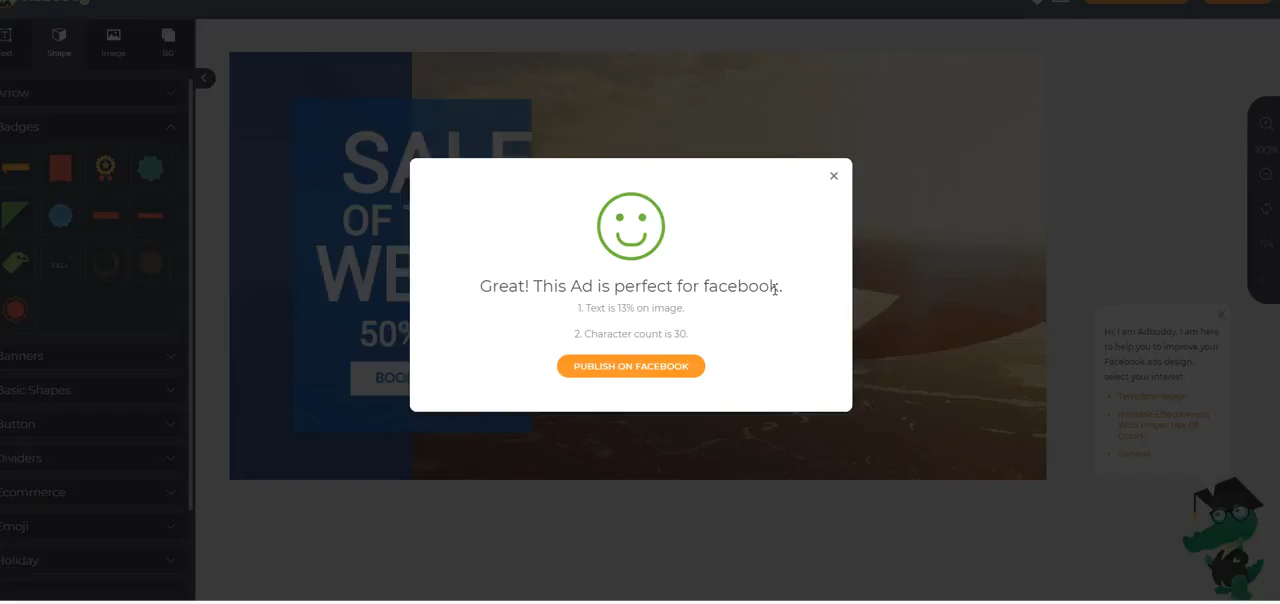 Text
Shape
Image
BG
Arrow
Badges
Banners
Basic Shapes
Button
Dividers
Ecommerce
Emoji
Holiday
SALE
OF
WE
50%
BOO
Great! This Ad is perfect for facebook.
1. Text is 13% on image.
2. Character count is 30.
PUBLISH ON FACEBOOK
100%
Hi, I am Adbuddy, I am here
to help you to improve your
Facebook ads design,
select your interest.
Template design
Increase Effectiveness
With Proper Use Of
Colors
General